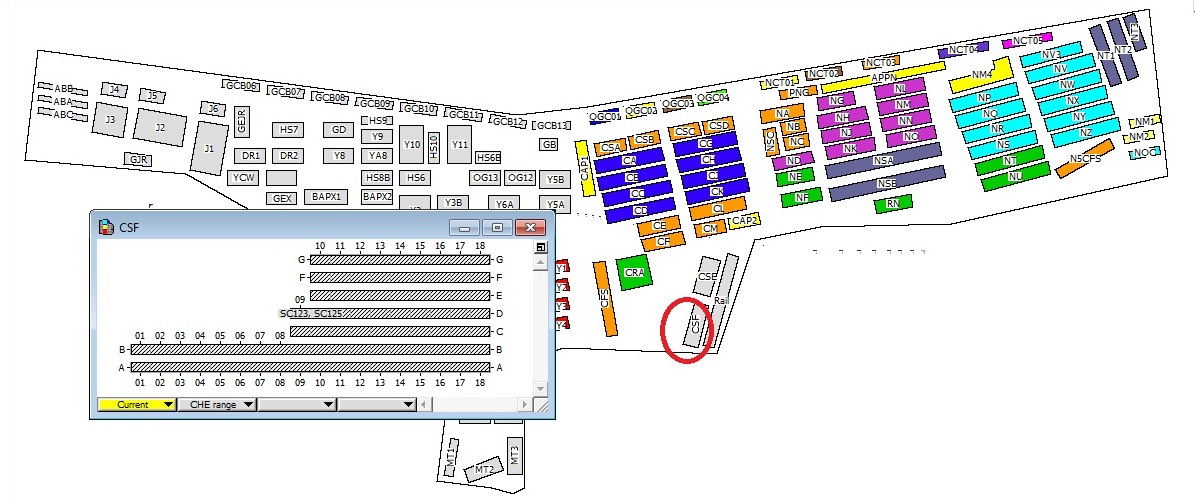 NCT05
NCT04
NCT03
NCT02
NCT01
NT3
NT2
NT1
NV3
NV
NW
NX
NY
NZ
NM4
APPN
PNG
NP
NQ
NR
NS
NT
NU
NSCFS
NM1
NM2
NOC
NL
NM
NN
NO
NG
NH
NJ
NK
NSA
NSB
RN
NA
NB
NC
NSC
ND
NE
NF
GCB06
GCB07
GCB08
GCB09
GCB10
GCB11
GCB12
GCB13
QGC01
QGC02
QGC03
QGC04
ABB
ABA
ABC
J4
J5
J6
J3
J2
J1
GJR
GEJR
HS7
GD
HS9
Y9
Y10
HS10
Y11
GB
DR1
DR2
Y8
YA8
HS6B
YCW
HS8B
HS6
OG13
OG12
Y5B
GEX
BAPX1
BAPX2
Y3B
Y6A
Y5A
CSA
CSB
CSC
CSD
CAP1
CA
CB
CC
CD
CG
CH
CJ
CK
CL
CE
CF
CM
CAP2
Y1
Y2
Y3
Y4
CFS
CRA
CSE
CSF
Rail
CSF
10 11 12 13 14 15 16 17 18
G G
F F
E E
09
SC123, SC125 D
C
01 02 03 04 05 06 07 08
B B
A A
01 02 03 04 05 06 07 08 09 10 11 12 13 14 15 16 17 18
Current CHE range
MT1
MT2
MT3